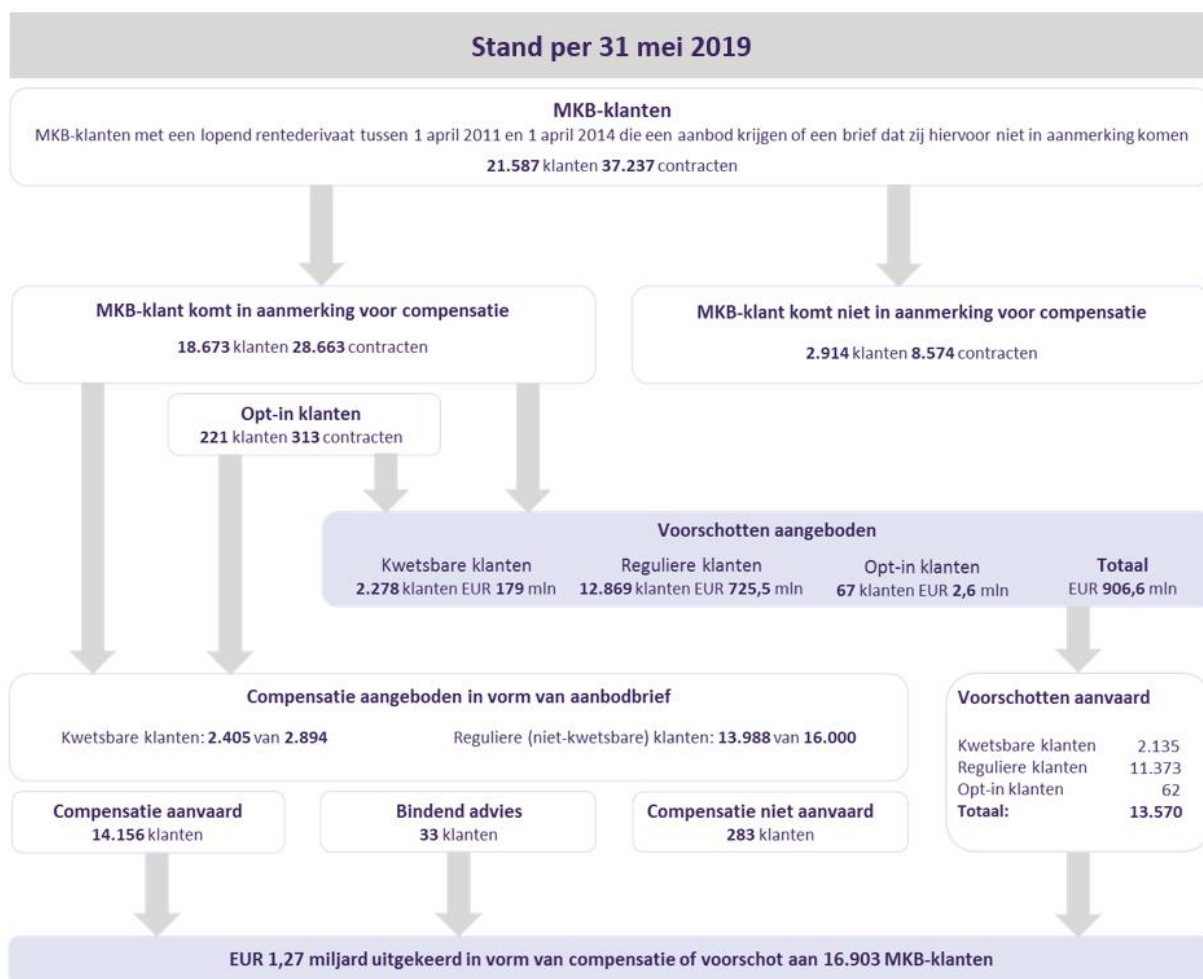 Stand per 31 mei 2019
MKB-klanten
MKB-klanten met een lopend rentederivaat tussen 1 april 2011 en 1 april 2014 die een aanbod krijgen of een brief dat zij hiervoor niet in aanmerking komen
21.587 klanten 37.237 contracten
MKB-klant komt in aanmerking voor compensatie
18.673 klanten 28.663 contracten
MKB-klant komt niet in aanmerking voor compensatie
2.914 klanten 8.574 contracten
Opt-in klanten
221 klanten 313 contracten
Voorschotten aangeboden
Kwetsbare klanten
2.278 klanten EUR 179 mln
Reguliere klanten
12.869 klanten EUR 725,5 mln
Opt-in klanten
67 klanten EUR 2,6 mln
Totaal
EUR 906,6 mln
Compensatie aangeboden in vorm van aanbodbrief
Kwetsbare klanten: 2.405 van 2.894
Reguliere (niet-kwetsbare) klanten: 13.988 van 16.000
Voorschotten aanvaard
Kwetsbare klanten 2.135
Reguliere klanten 11.373
Opt-in klanten 62
Totaal: 13.570
Compensatie aanvaard
14.156 klanten
Bindend advies
33 klanten
Compensatie niet aanvaard
283 klanten
EUR 1,27 miljard uitgekeerd in vorm van compensatie of voorschot aan 16.903 MKB-klanten